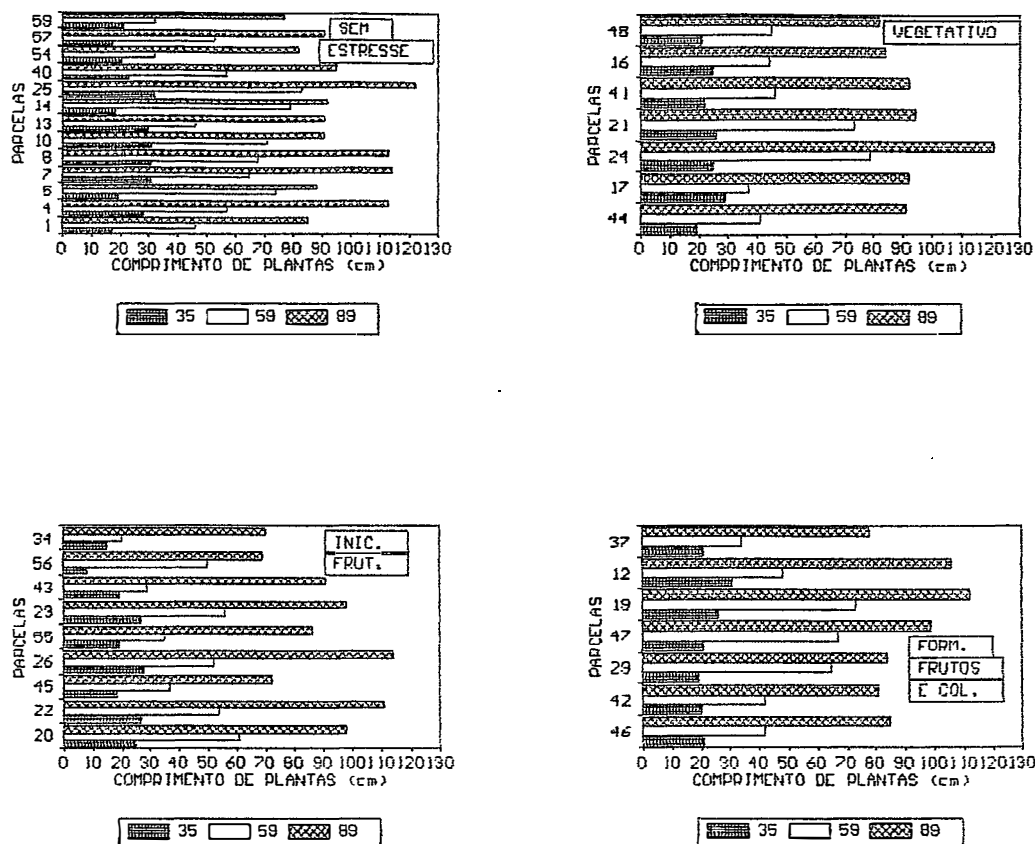 SEM
ESTRESSE
PARCELAS
59
57
54
40
25
14
13
10
8
7
6
4
1
0 10 20 30 40 50 60 70 80 90 100 110 120 130
COMPRIMENTO DE PLANTAS (cm)
35 59 89
VEGETATIVO
PARCELAS
48
16
41
21
24
17
44
0 10 20 30 40 50 60 70 80 90 100 110 120 130
COMPRIMENTO DE PLANTAS (cm)
35 59 89
INIC.
FRUT.
PARCELAS
34
56
43
23
55
26
45
22
20
0 10 20 30 40 50 60 70 80 90 100 110 120 130
COMPRIMENTO DE PLANTAS (cm)
35 59 89
FORM.
FRUTOS
E COL.
PARCELAS
37
12
19
47
29
42
46
0 10 20 30 40 50 60 70 80 90 100 110 120 130
COMPRIMENTO DE PLANTAS (cm)
35 59 89